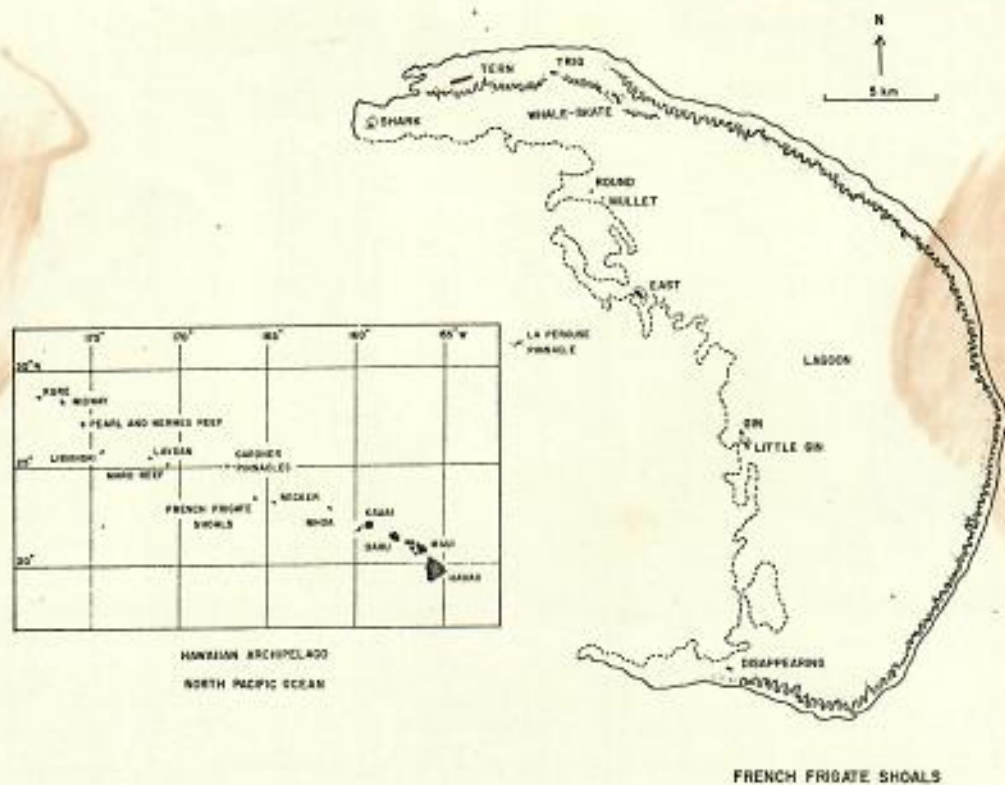 N
5 km
TERN
TRIG
SHARK
WHALE-SKATE
ROUND
MULLET
EAST
LA PEROUSE
PINNACLE
LAGOON
GIN
LITTLE GIN
DISAPPEARING
175°
170°
165°
160°
155°W
30°N
KURE
MIDWAY
PEARL AND HERMES REEF
LISIANSKI
LAYSAN
MARO REEF
GARDNER
PINNACLES
25°
FRENCH FRIGATE
SHOALS
NECKER
NIHOA
KAUAI
OAHU
MAUI
HAWAII
20°
HAWAIIAN ARCHIPELAGO
NORTH PACIFIC OCEAN
FRENCH FRIGATE SHOALS